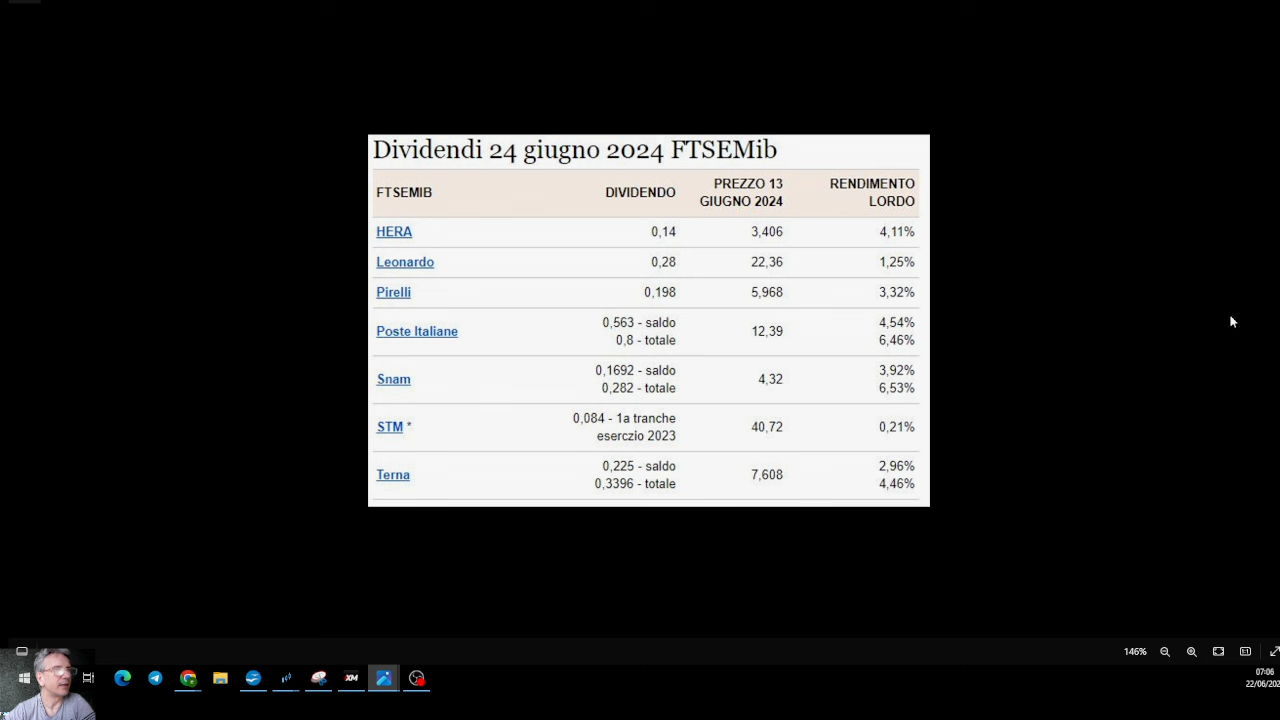 Dividendi 24 giugno 2024 FTSEMib
FTSEMIB DIVIDENDO PREZZO 13 GIUGNO 2024 RENDIMENTO LORDO
HERA 0,14 3,406 4,11%
Leonardo 0,28 22,36 1,25%
Pirelli 0,198 5,968 3,32%
Poste Italiane 0,563 - saldo 12,39 4,54%
0,8 - totale 6,46%
Snam 0,1692 - saldo 4,32 3,92%
0,282 - totale 6,53%
STM * 0,084 - 1a tranche 40,72 0,21%
eserczio 2023
Terna 0,225 - saldo 7,608 2,96%
0,3396 - totale 4,46%
146%
XM
07:06
22/06/202